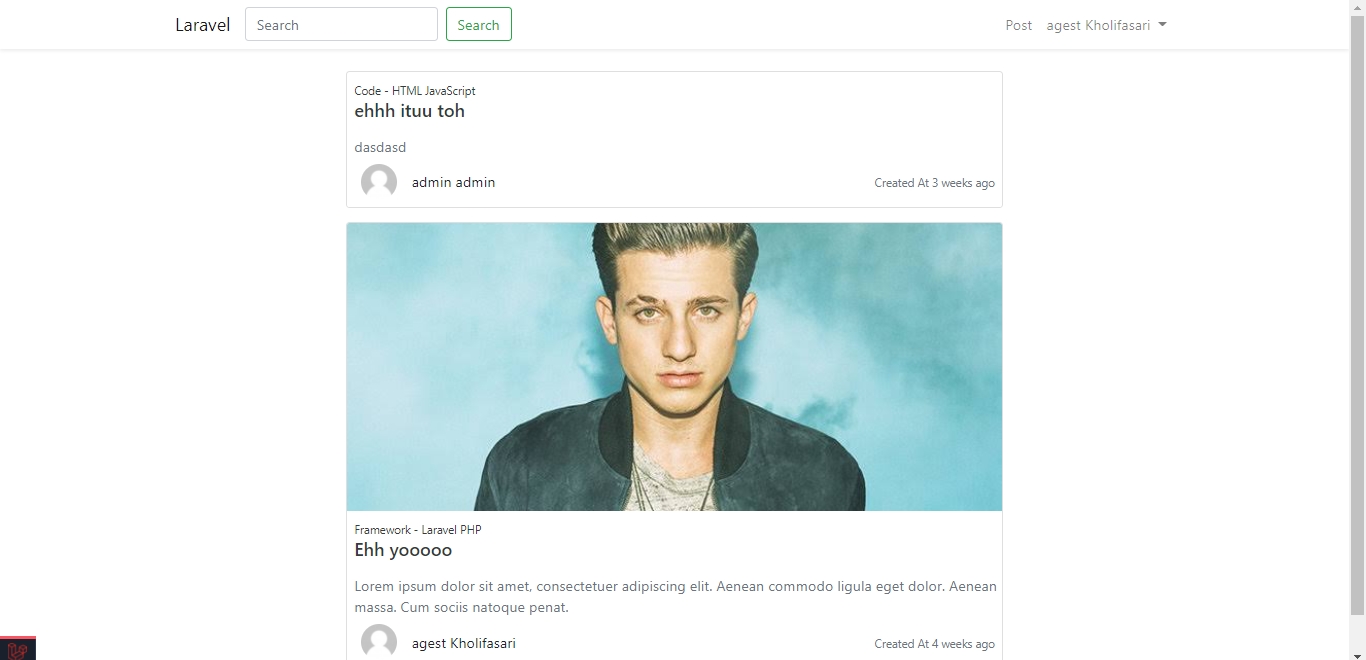 Laravel Search Search Post agest Kholifasari
Code - HTML JavaScript
ehhh ituu toh
dasdasd
admin admin Created At 3 weeks ago
Framework - Laravel PHP
Ehh yooooo
Lorem ipsum dolor sit amet, consectetuer adipiscing elit. Aenean commodo ligula eget dolor. Aenean
massa. Cum sociis natoque penat.
agest Kholifasari Created At 4 weeks ago